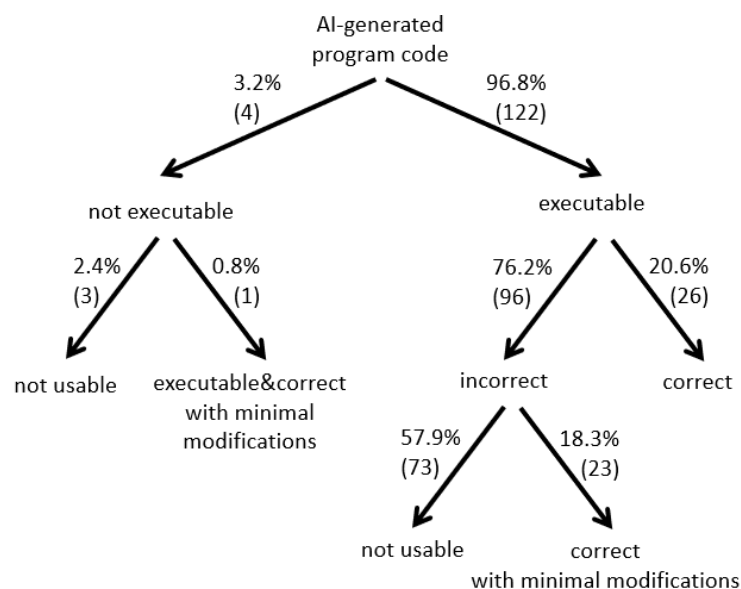 AI-generated
program code
3.2%
(4)
96.8%
(122)
not executable
executable
2.4%
(3)
0.8%
(1)
76.2%
(96)
20.6%
(26)
not usable
executable&correct
with minimal
modifications
incorrect
correct
57.9%
(73)
18.3%
(23)
not usable
correct
with minimal modifications